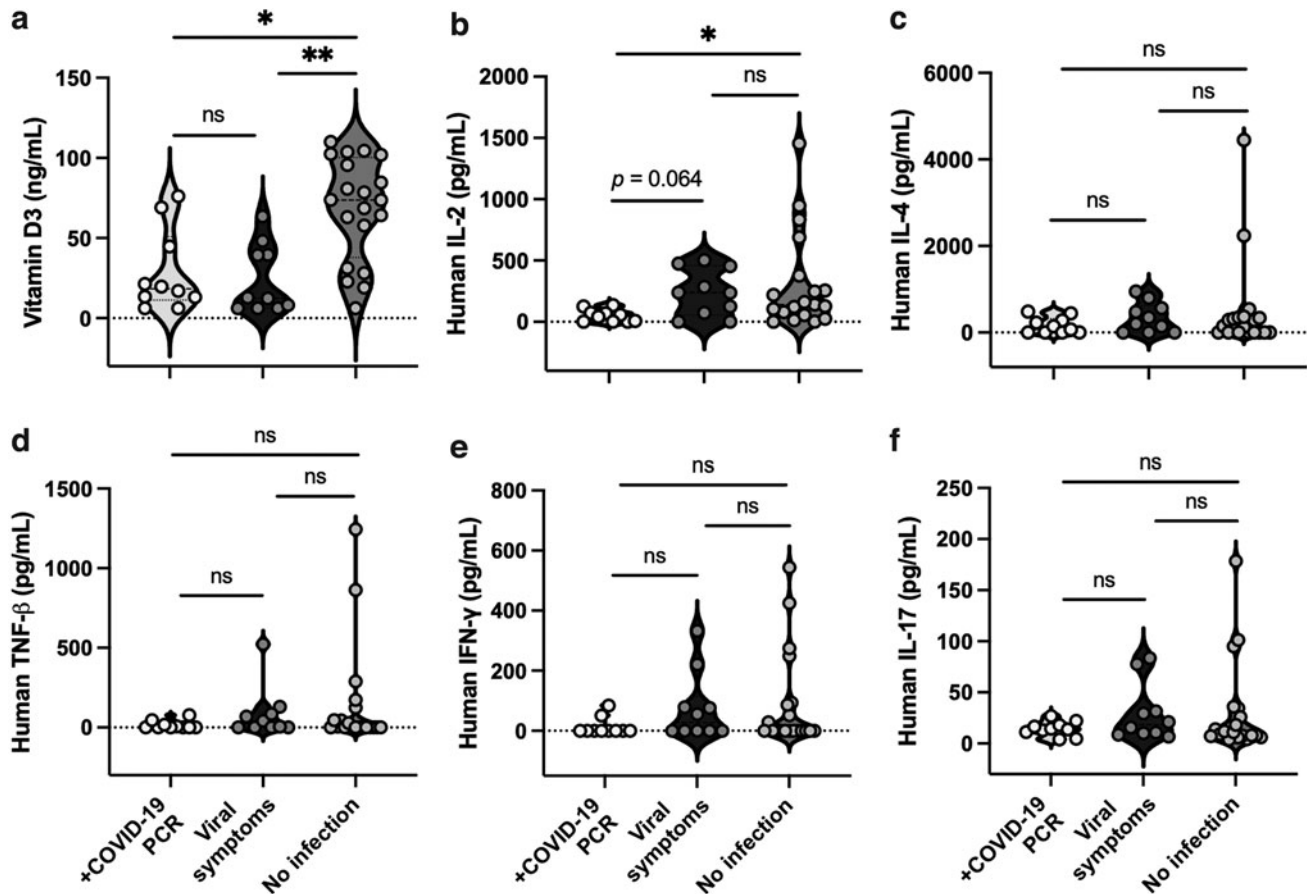 a
*
**
ns
150
100
50
0
Vitamin D3 (ng/mL)
b
*
ns
p = 0.064
2000
1500
1000
500
0
Human IL-2 (pg/mL)
c
ns
ns
ns
6000
4000
2000
0
Human IL-4 (pg/mL)
d
ns
ns
ns
1500
1000
500
0
Human TNF-β (pg/mL)
+COVID-19
PCR
Viral
symptoms
No infection
e
ns
ns
ns
800
600
400
200
0
Human IFN-γ (pg/mL)
+COVID-19
PCR
Viral
symptoms
No infection
f
ns
ns
ns
250
200
150
100
50
0
Human IL-17 (pg/mL)
+COVID-19
PCR
Viral
symptoms
No infection